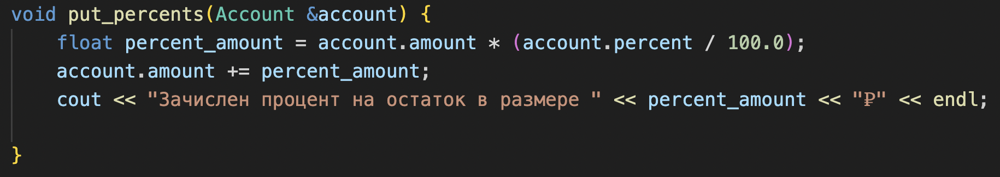 void put_percents(Account &account) {
    float percent_amount = account.amount * (account.percent / 100.0);
    account.amount += percent_amount;
    cout << "Зачислен процент на остаток в размере " << percent_amount << "₽" << endl;
}